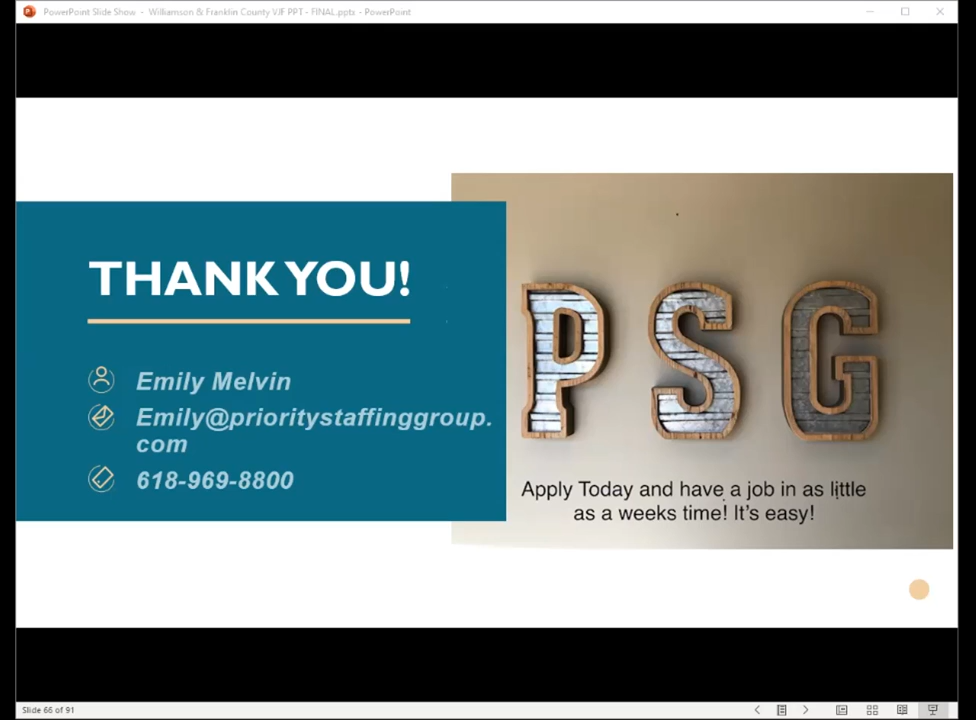 PowerPoint Slide Show - Williamson & Franklin County VJF PPT - FINAL.ppts - PowerPoint
THANK YOU!
Emily Melvin
Emily@prioritystaffinggroup.
com
618-969-8800
PSG
Apply Today and have a job in as little
as a weeks time! It's easy!
Slide 66 of 91